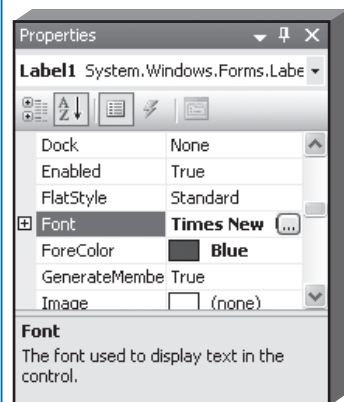 Properties
Label1 System.Windows.Forms.Labe
Dock None
Enabled True
FlatStyle Standard
Font Times New ...
ForeColor Blue
GenerateMembe True
Image (none)
Font
The font used to display text in the
control.